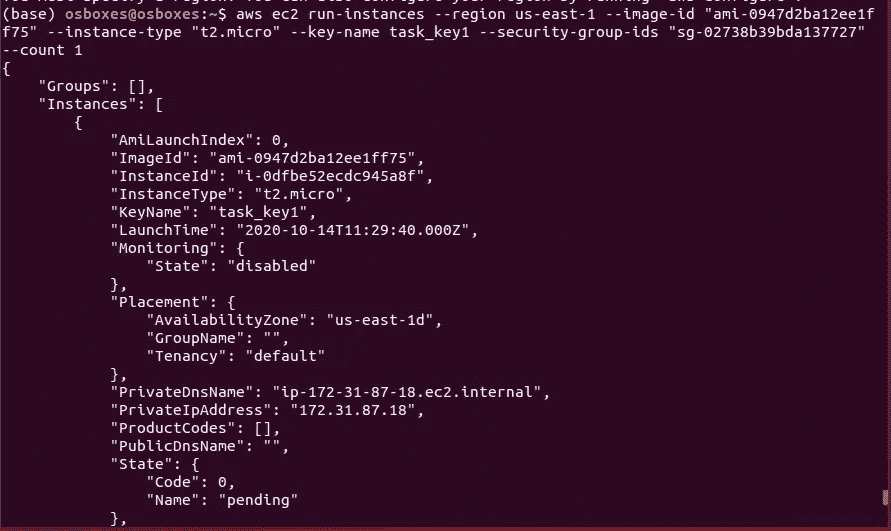 (base) osboxes@osboxes:~$ aws ec2 run-instances --region us-east-1 --image-id "ami-0947d2ba12ee1f
f75" --instance-type "t2.micro" --key-name task_key1 --security-group-ids "sg-02738b39bda137727"
--count 1
{
    "Groups": [],
    "Instances": [
        {
            "AmiLaunchIndex": 0,
            "ImageId": "ami-0947d2ba12ee1ff75",
            "InstanceId": "i-0dfbe52ecdc945a8f",
            "InstanceType": "t2.micro",
            "KeyName": "task_key1",
            "LaunchTime": "2020-10-14T11:29:40.000Z",
            "Monitoring": {
                "State": "disabled"
            },
            "Placement": {
                "AvailabilityZone": "us-east-1d",
                "GroupName": "",
                "Tenancy": "default"
            },
            "PrivateDnsName": "ip-172-31-87-18.ec2.internal",
            "PrivateIpAddress": "172.31.87.18",
            "ProductCodes": [],
            "PublicDnsName": "",
            "State": {
                "Code": 0,
                "Name": "pending"
            },